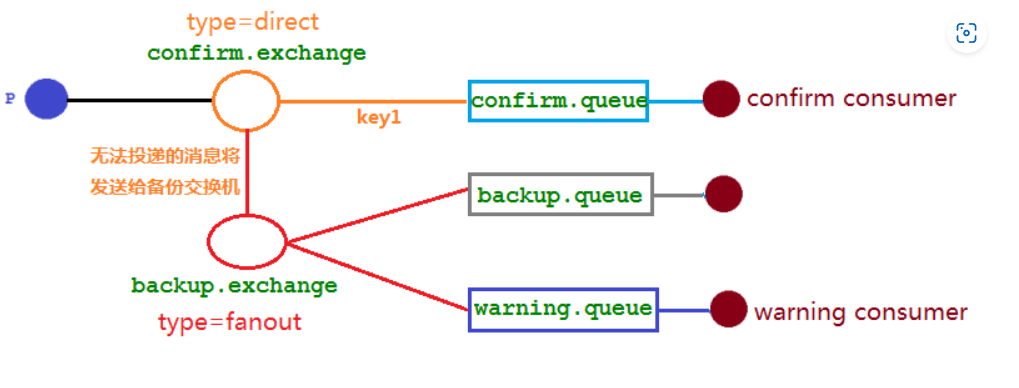 type=direct
confirm.exchange
P
confirm.queue
confirm consumer
key1
无法投递的消息将
发送给备份交换机
backup.queue
backup.exchange
type=fanout
warning.queue
warning consumer